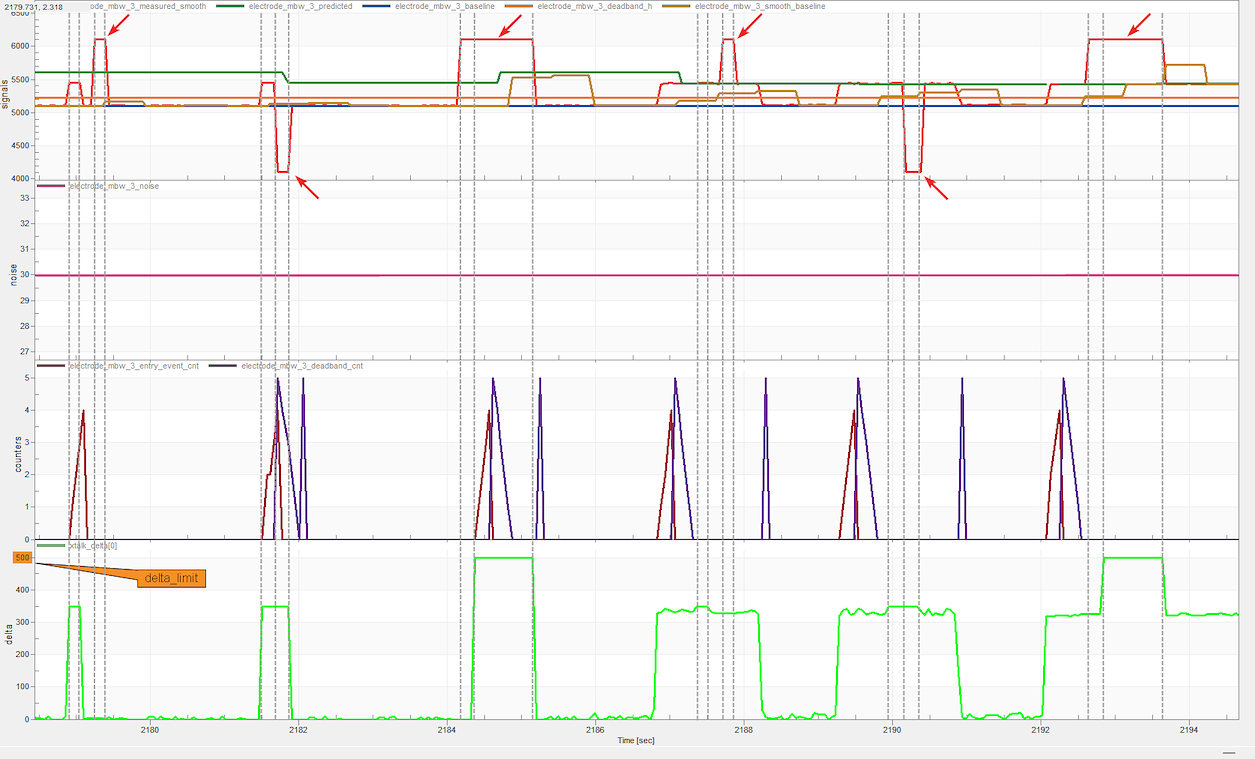 2179.731, 2.318
ode_mbw_3_measured_smooth electrode_mbw_3_predicted electrode_mbw_3_baseline electrode_mbw_3_deadband_h electrode_mbw_3_smooth_baseline
6500
6000
5500
5000
4500
4000
signals
electrode_mbw_3_noise
33
32
31
30
29
28
27
noise
electrode_mbw_3_entry_event_cnt electrode_mbw_3_deadband_cnt
5
4
3
2
1
0
counters
xtalk_delta[0]
500
delta_limit
400
300
200
100
0
delta
2180 2182 2184 2186 2188 2190 2192 2194
Time [sec]